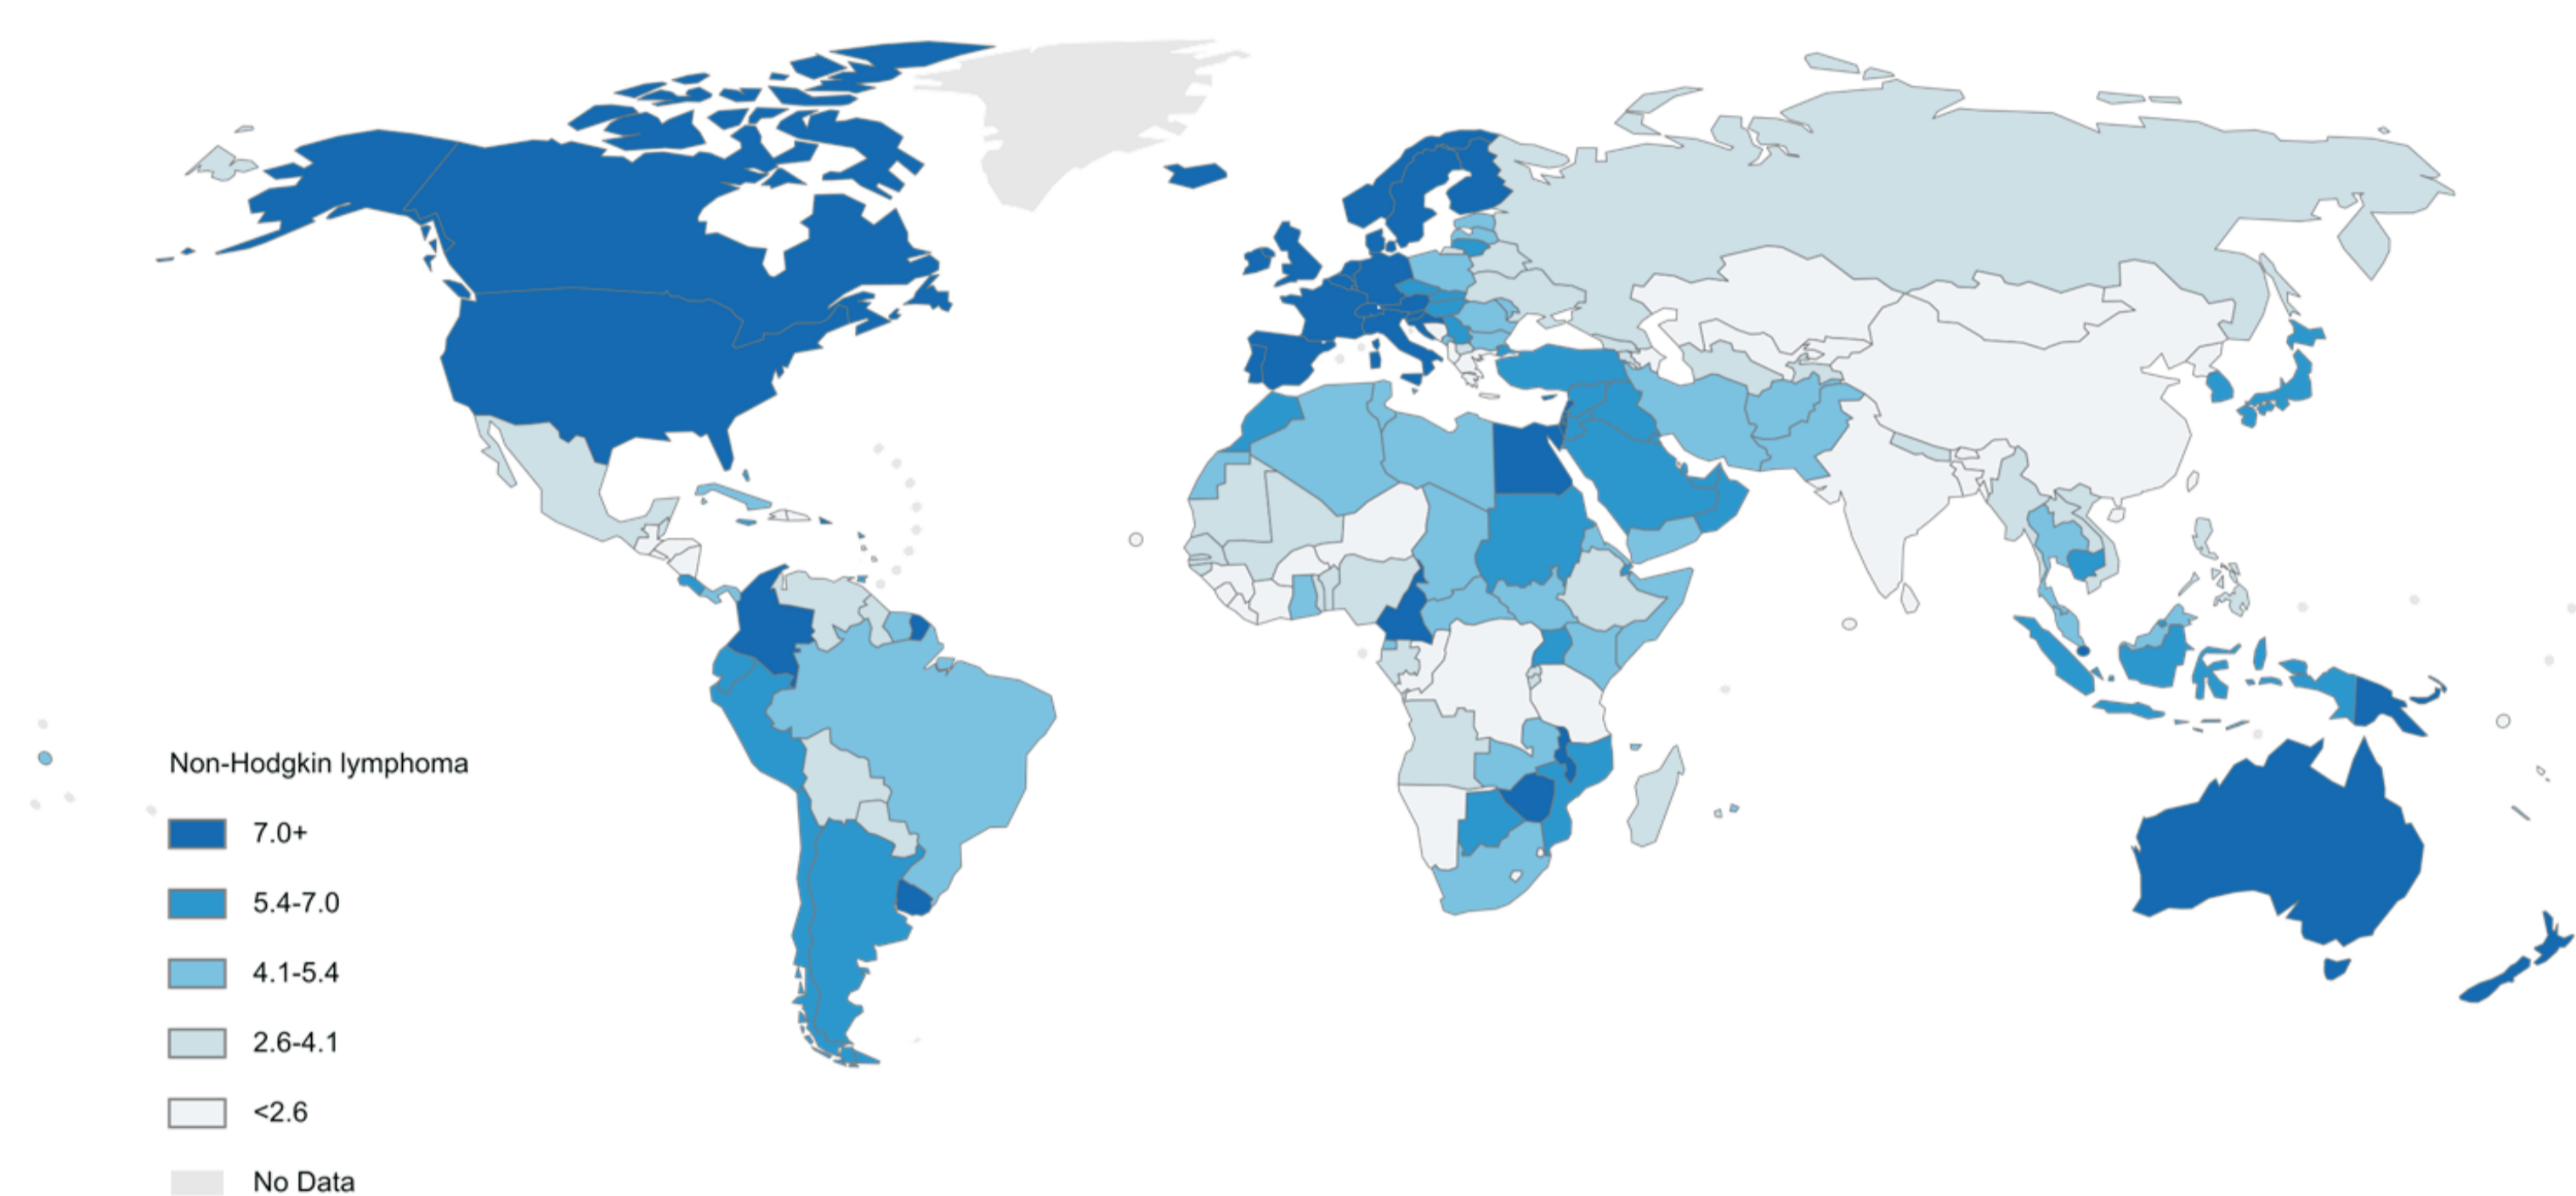 Non-Hodgkin lymphoma
7.0+
5.4-7.0
4.1-5.4
2.6-4.1
<2.6
No Data